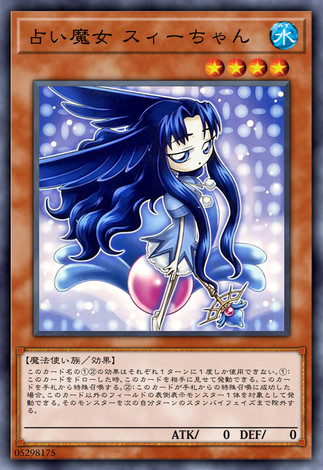 占い魔女 スィーちゃん
水
【魔法使い族／効果】
このカード名の①②の効果はそれぞれ１ターンに１度しか使用できない。①：
このカードをドローした時、このカードを相手に見せて発動できる。このカー
ドを手札から特殊召喚する。②：このカードが手札からの特殊召喚に成功した
場合、このカード以外のフィールドの表側表示モンスター１体を対象として発
動できる。そのモンスターを次の自分ターンのスタンバイフェイズまで除外す
る。
ATK/ 0 DEF/ 0
05298175